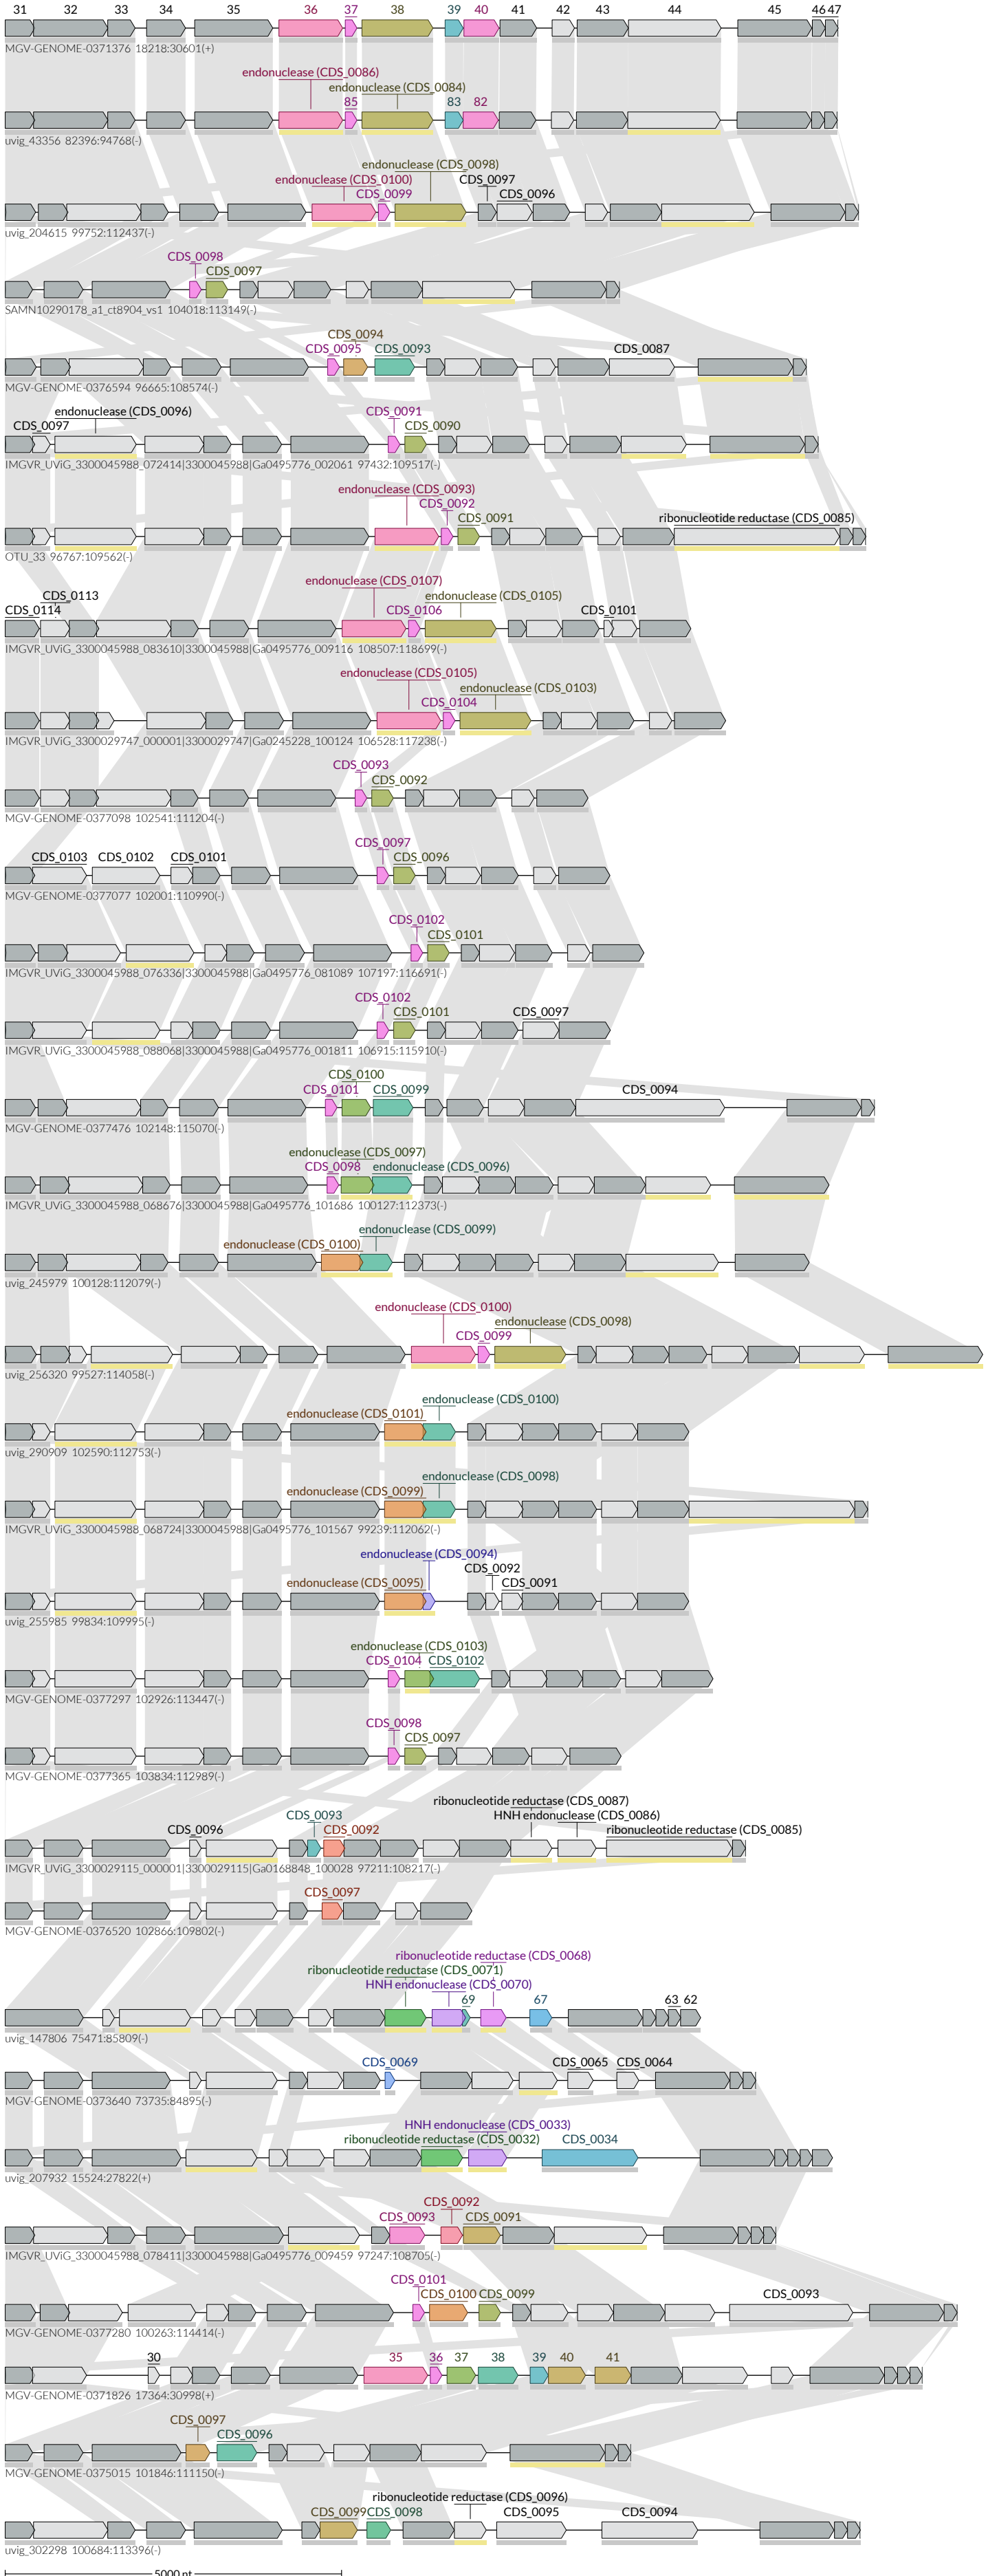 31 32 33 34 35 36 37 38 39 40 41 42 43 44 45 46 47
MGV-GENOME-0371376 18218:30601(+)
endonuclease (CDS_0086)
endonuclease (CDS_0084)
85 83 82
uvig_43356 82396:94768(-)
endonuclease (CDS_0098)
endonuclease (CDS_0100) CDS_0097
CDS_0099 CDS_0096
uvig_204615 99752:112437(-)
CDS_0098
CDS_0097
SAMN10290178_a1_ct8904_vs1 104018:113149(-)
CDS_0094
CDS_0095 CDS_0093 CDS_0087
MGV-GENOME-0376594 96665:108574(-)
endonuclease (CDS_0096) CDS_0091
CDS_0097 CDS_0090
IMGVR_UViG_3300045988_072414|3300045988|Ga0495776_002061 97432:109517(-)
endonuclease (CDS_0093)
CDS_0092
CDS_0091 ribonucleotide reductase (CDS_0085)
OTU_33 96767:109562(-)
endonuclease (CDS_0107)
CDS_0113 endonuclease (CDS_0105)
CDS_0114 CDS_0106 CDS_0101
IMGVR_UViG_3300045988_083610|3300045988|Ga0495776_009116 108507:118699(-)
endonuclease (CDS_0105)
endonuclease (CDS_0103)
CDS_0104
IMGVR_UViG_3300029747_000001|3300029747|Ga0245228_100124 106528:117238(-)
CDS_0093
CDS_0092
MGV-GENOME-0377098 102541:111204(-)
CDS_0097
CDS_0103 CDS_0102 CDS_0101 CDS_0096
MGV-GENOME-0377077 102001:110990(-)
CDS_0102
CDS_0101
IMGVR_UViG_3300045988_076336|3300045988|Ga0495776_081089 107197:116691(-)
CDS_0102
CDS_0101 CDS_0097
IMGVR_UViG_3300045988_088068|3300045988|Ga0495776_001811 106915:115910(-)
CDS_0100
CDS_0101 CDS_0099 CDS_0094
MGV-GENOME-0377476 102148:115070(-)
endonuclease (CDS_0097)
CDS_0098 endonuclease (CDS_0096)
IMGVR_UViG_3300045988_068676|3300045988|Ga0495776_101686 100127:112373(-)
endonuclease (CDS_0099)
endonuclease (CDS_0100)
uvig_245979 100128:112079(-)
endonuclease (CDS_0100)
endonuclease (CDS_0098)
CDS_0099
uvig_256320 99527:114058(-)
endonuclease (CDS_0100)
endonuclease (CDS_0101)
uvig_290909 102590:112753(-)
endonuclease (CDS_0098)
endonuclease (CDS_0099)
IMGVR_UViG_3300045988_068724|3300045988|Ga0495776_101567 99239:112062(-)
endonuclease (CDS_0094)
CDS_0092
endonuclease (CDS_0095) CDS_0091
uvig_255985 99834:109995(-)
endonuclease (CDS_0103)
CDS_0104 CDS_0102
MGV-GENOME-0377297 102926:113447(-)
CDS_0098
CDS_0097
MGV-GENOME-0377365 103834:112989(-)
ribonucleotide reductase (CDS_0087)
CDS_0093 HNH endonuclease (CDS_0086)
CDS_0096 CDS_0092 ribonucleotide reductase (CDS_0085)
IMGVR_UViG_3300029115_000001|3300029115|Ga0168848_100028 97211:108217(-)
CDS_0097
MGV-GENOME-0376520 102866:109802(-)
ribonucleotide reductase (CDS_0068)
ribonucleotide reductase (CDS_0071)
HNH endonuclease (CDS_0070)
69 67 63 62
uvig_147806 75471:85809(-)
CDS_0069 CDS_0065 CDS_0064
MGV-GENOME-0373640 73735:84895(-)
HNH endonuclease (CDS_0033)
ribonucleotide reductase (CDS_0032) CDS_0034
uvig_207932 15524:27822(+)
CDS_0092
CDS_0093 CDS_0091
IMGVR_UViG_3300045988_078411|3300045988|Ga0495776_009459 97247:108705(-)
CDS_0101
CDS_0100 CDS_0099 CDS_0093
MGV-GENOME-0377280 100263:114414(-)
30 35 36 37 38 39 40 41
MGV-GENOME-0371826 17364:30998(+)
CDS_0097
CDS_0096
MGV-GENOME-0375015 101846:111150(-)
ribonucleotide reductase (CDS_0096)
CDS_0099 CDS_0098 CDS_0095 CDS_0094
uvig_302298 100684:113396(-)
5000 nt